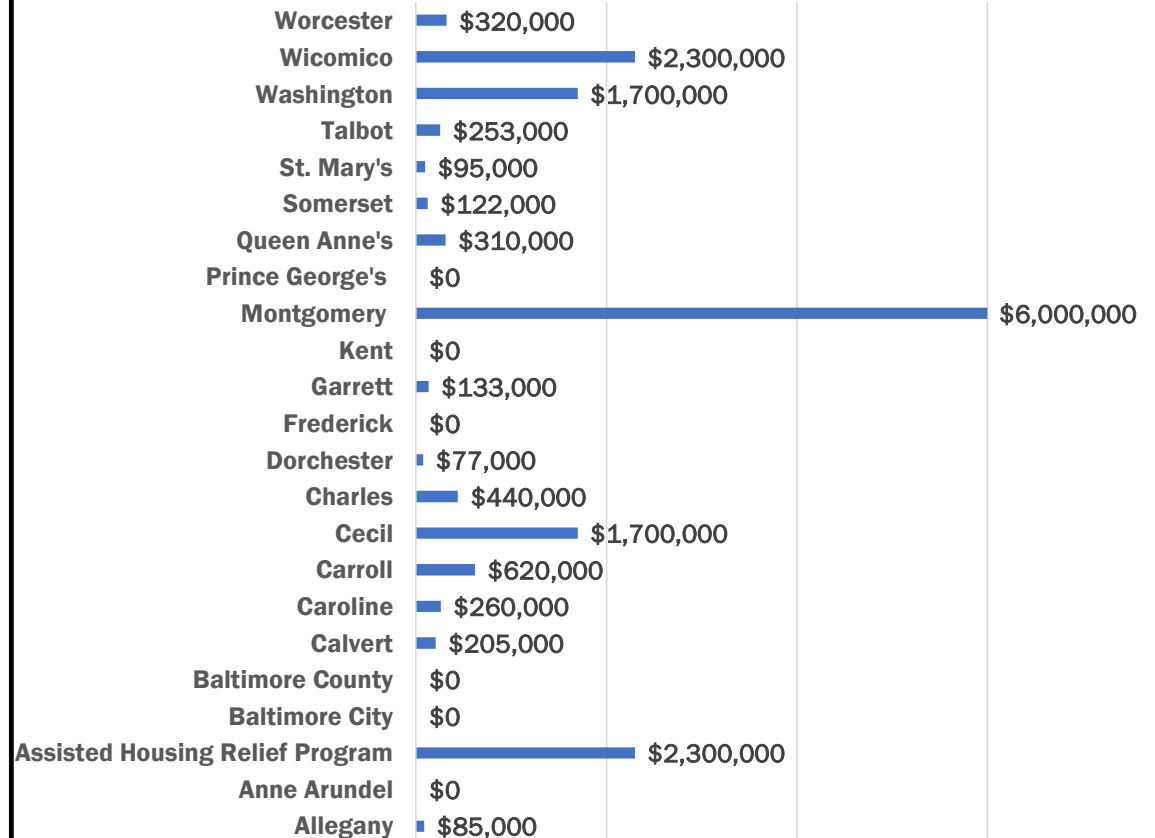 Worcester $320,000
Wicomico $2,300,000
Washington $1,700,000
Talbot $253,000
St. Mary's $95,000
Somerset $122,000
Queen Anne's $310,000
Prince George's $0
Montgomery $6,000,000
Kent $0
Garrett $133,000
Frederick $0
Dorchester $77,000
Charles $440,000
Cecil $1,700,000
Carroll $620,000
Caroline $260,000
Calvert $205,000
Baltimore County $0
Baltimore City $0
Assisted Housing Relief Program $2,300,000
Anne Arundel $0
Allegany $85,000